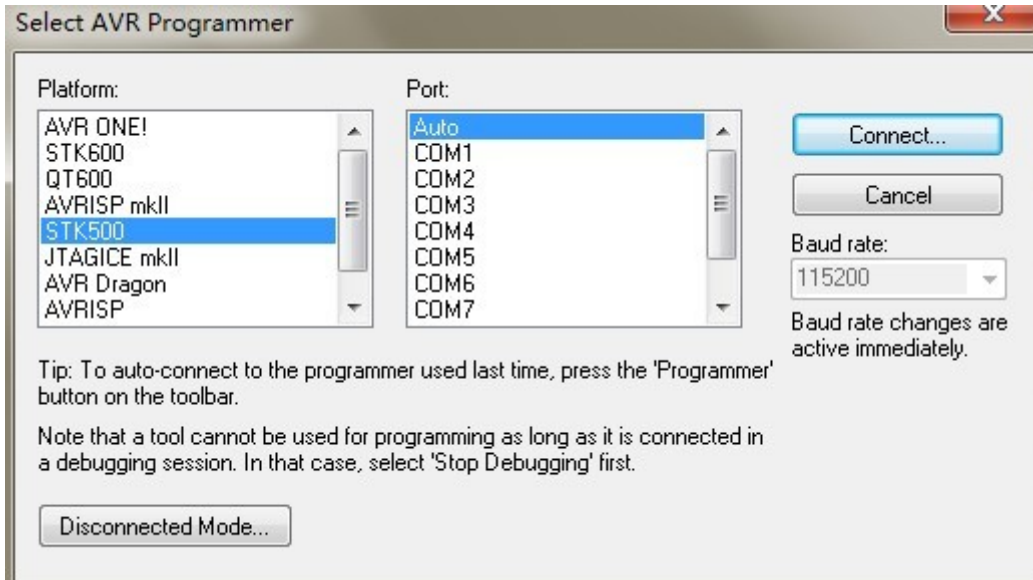 Select AVR Programmer
Platform:
AVR ONE!
STK600
QT600
AVRISP mkII
STK500
JTAGICE mkII
AVR Dragon
AVRISP
Port:
Auto
COM1
COM2
COM3
COM4
COM5
COM6
COM7
Connect...
Cancel
Baud rate:
115200
Baud rate changes are
active immediately.
Tip: To auto-connect to the programmer used last time, press the 'Programmer'
button on the toolbar.
Note that a tool cannot be used for programming as long as it is connected in
a debugging session. In that case, select 'Stop Debugging' first.
Disconnected Mode...